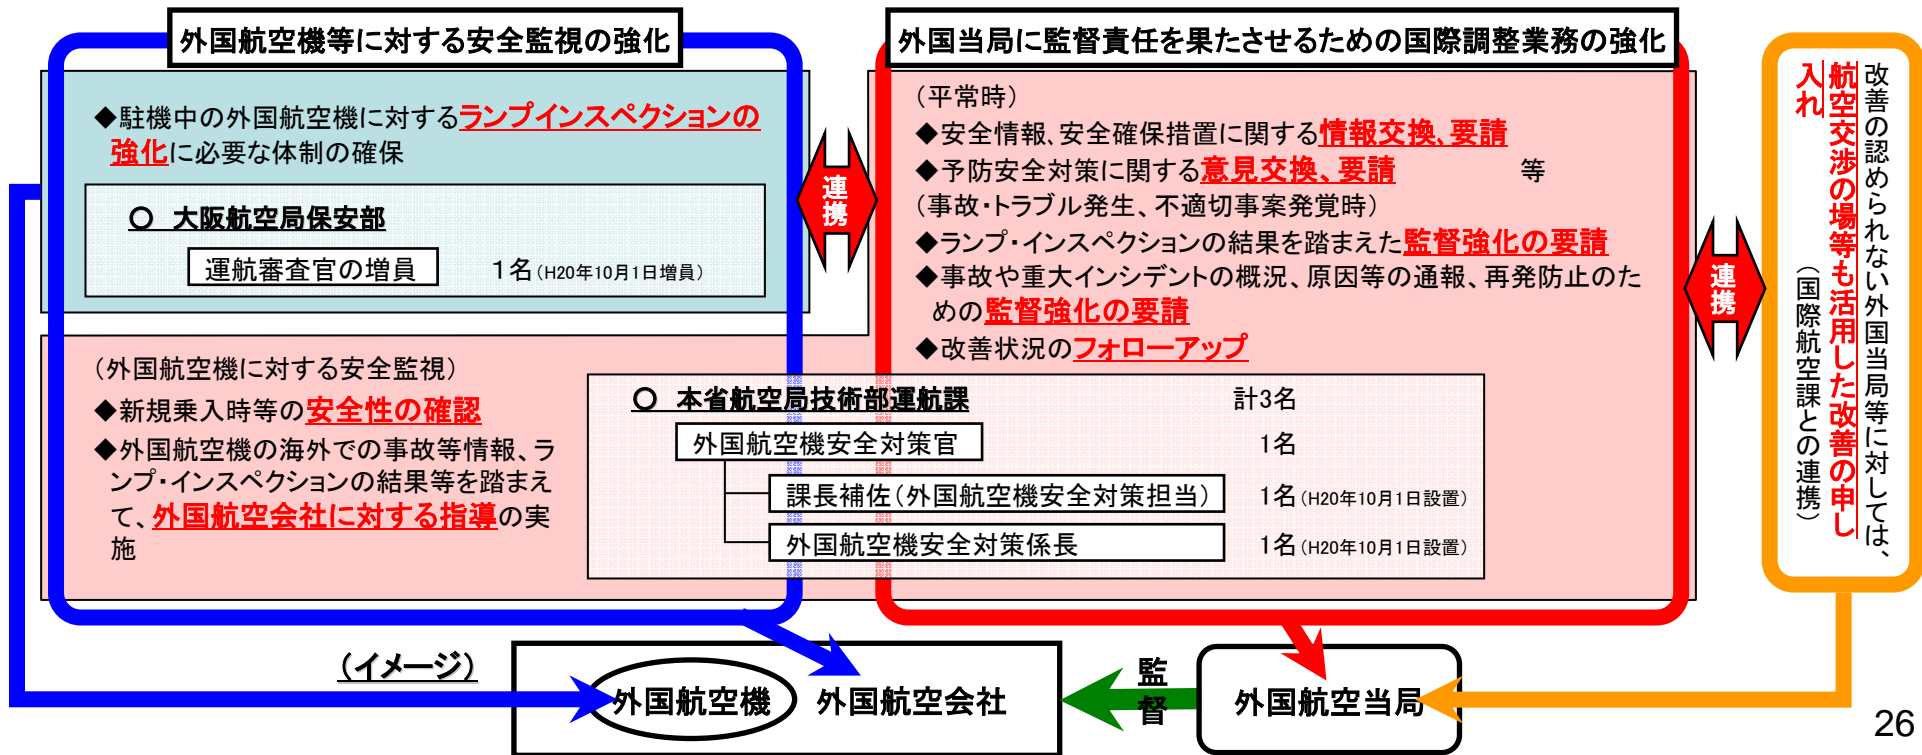 外国航空機等に対する安全監視の強化
◆駐機中の外国航空機に対するランプインスペクションの
強化に必要な体制の確保
○ 大阪航空局保安部
運航審査官の増員 1名(H20年10月1日増員)
(外国航空機に対する安全監視)
◆新規乗入時等の安全性の確認
◆外国航空機の海外での事故等情報、ラ
ンプ・インスペクションの結果等を踏まえ
て、外国航空会社に対する指導の実
施
連携
外国当局に監督責任を果たさせるための国際調整業務の強化
(平常時)
◆安全情報、安全確保措置に関する情報交換、要請
◆予防安全対策に関する意見交換、要請 等
(事故・トラブル発生、不適切事案発覚時)
◆ランプ・インスペクションの結果を踏まえた監督強化の要請
◆事故や重大インシデントの概況、原因等の通報、再発防止のた
めの監督強化の要請
◆改善状況のフォローアップ
○ 本省航空局技術部運航課 計3名
外国航空機安全対策官 1名
課長補佐(外国航空機安全対策担当) 1名(H20年10月1日設置)
外国航空機安全対策係長 1名(H20年10月1日設置)
連携
改善の認められない外国当局等に対しては、
航空交渉の場等も活用した改善の申し
入れ
(国際航空課との連携)
(イメージ)
外国航空機 外国航空会社
監督
外国航空当局
26